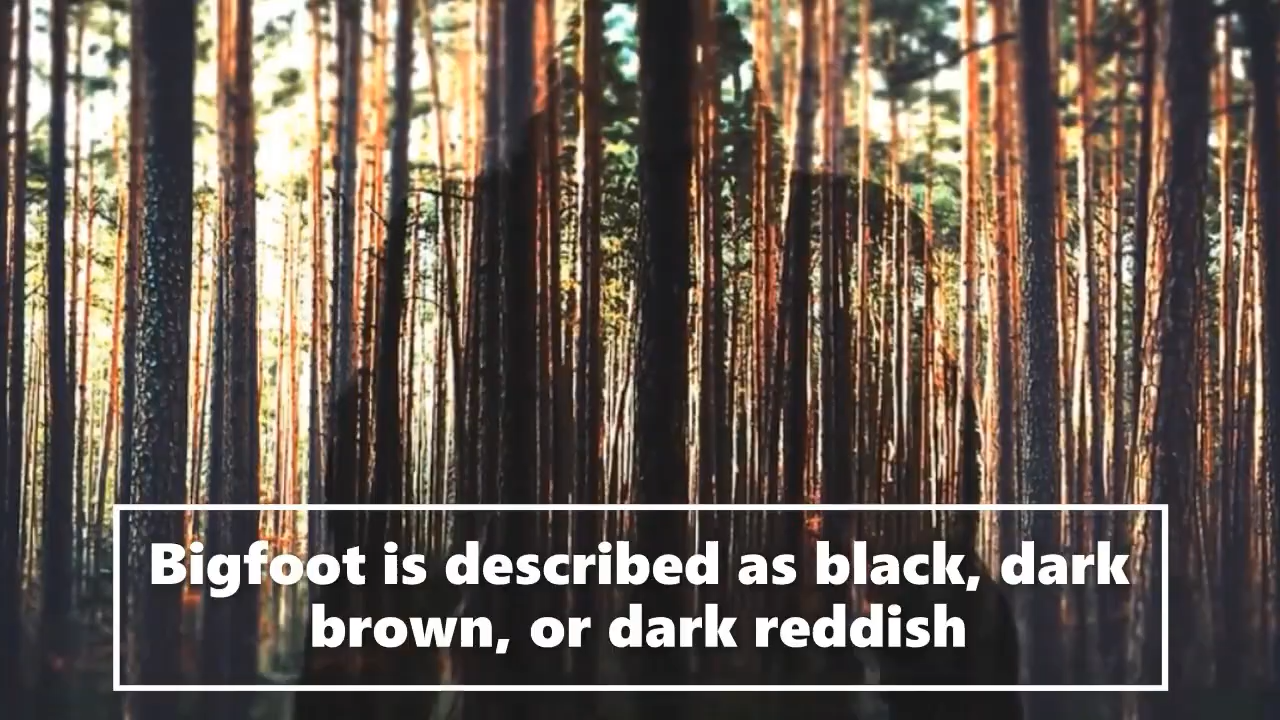 Bigfoot is described as black, dark
brown, or dark reddish